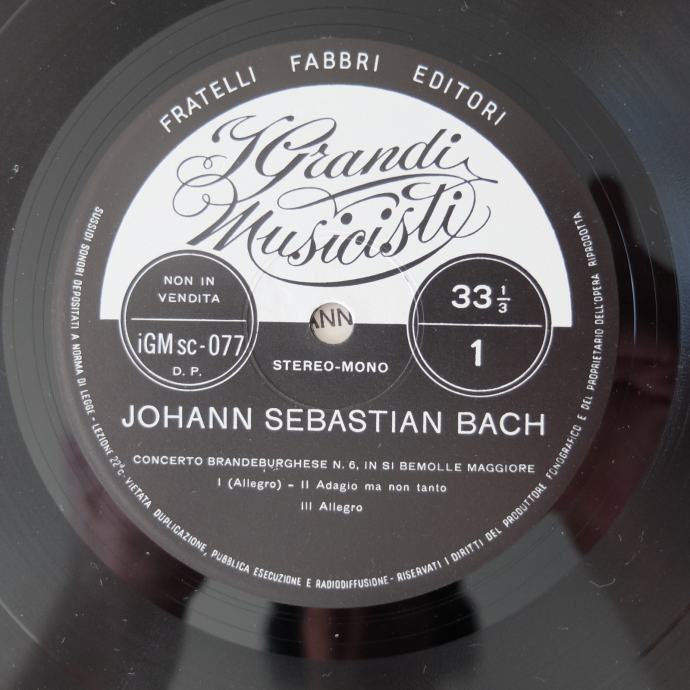 FRATELLI FABBRI EDITORI
I Grandi
Musicisti
NON IN
VENDITA
iGM sc-077
D. P.
ANN
STEREO-MONO
33 1/3
1
JOHANN SEBASTIAN BACH
CONCERTO BRANDEBURGHESE N. 6, IN SI BEMOLLE MAGGIORE
I (Allegro) - II Adagio ma non tanto
III Allegro
SUSSIDI SONORI DEPOSITATI A NORMA DI LEGGE - LEZIONE 22ª C - VIETATA DUPLICAZIONE, PUBBLICA ESECUZIONE E RADIODIFFUSIONE - RISERVATI I DIRITTI DEL PRODUTTORE FONOGRAFICO E DEL PROPRIETARIO DELL'OPERA RIPRODOTTA